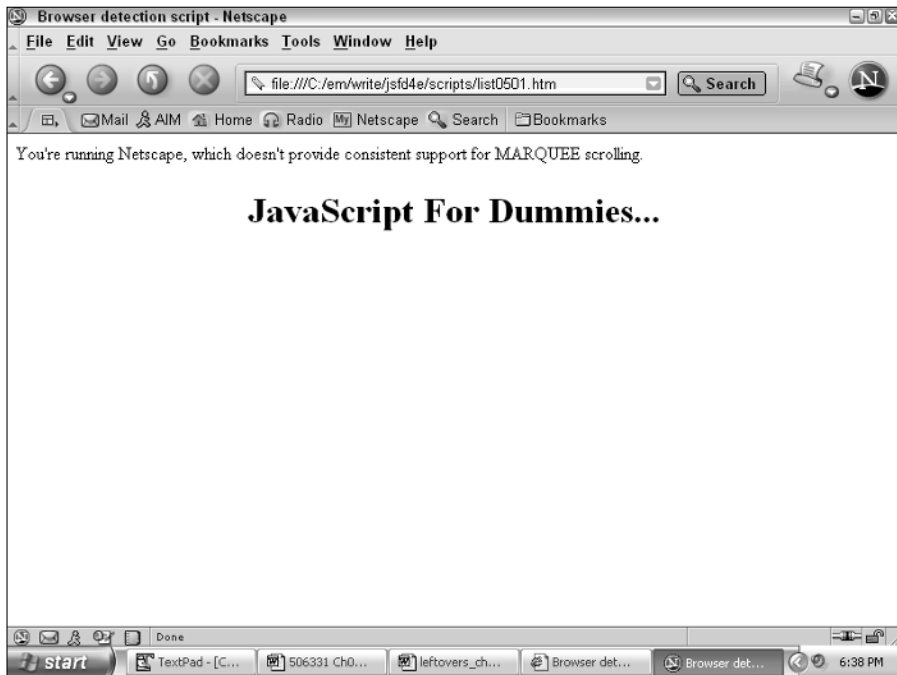 Browser detection script - Netscape
File Edit View Go Bookmarks Tools Window Help
file:///C:/em/write/jsfd4e/scripts/list0501.htm Search N
Mail AIM Home Radio My Netscape Search Bookmarks
You're running Netscape, which doesn't provide consistent support for MARQUEE scrolling.
JavaScript For Dummies...
Done
start TextPad - [C... 506331 Ch0... leftovers_ch... Browser det... Browser det... 6:38 PM